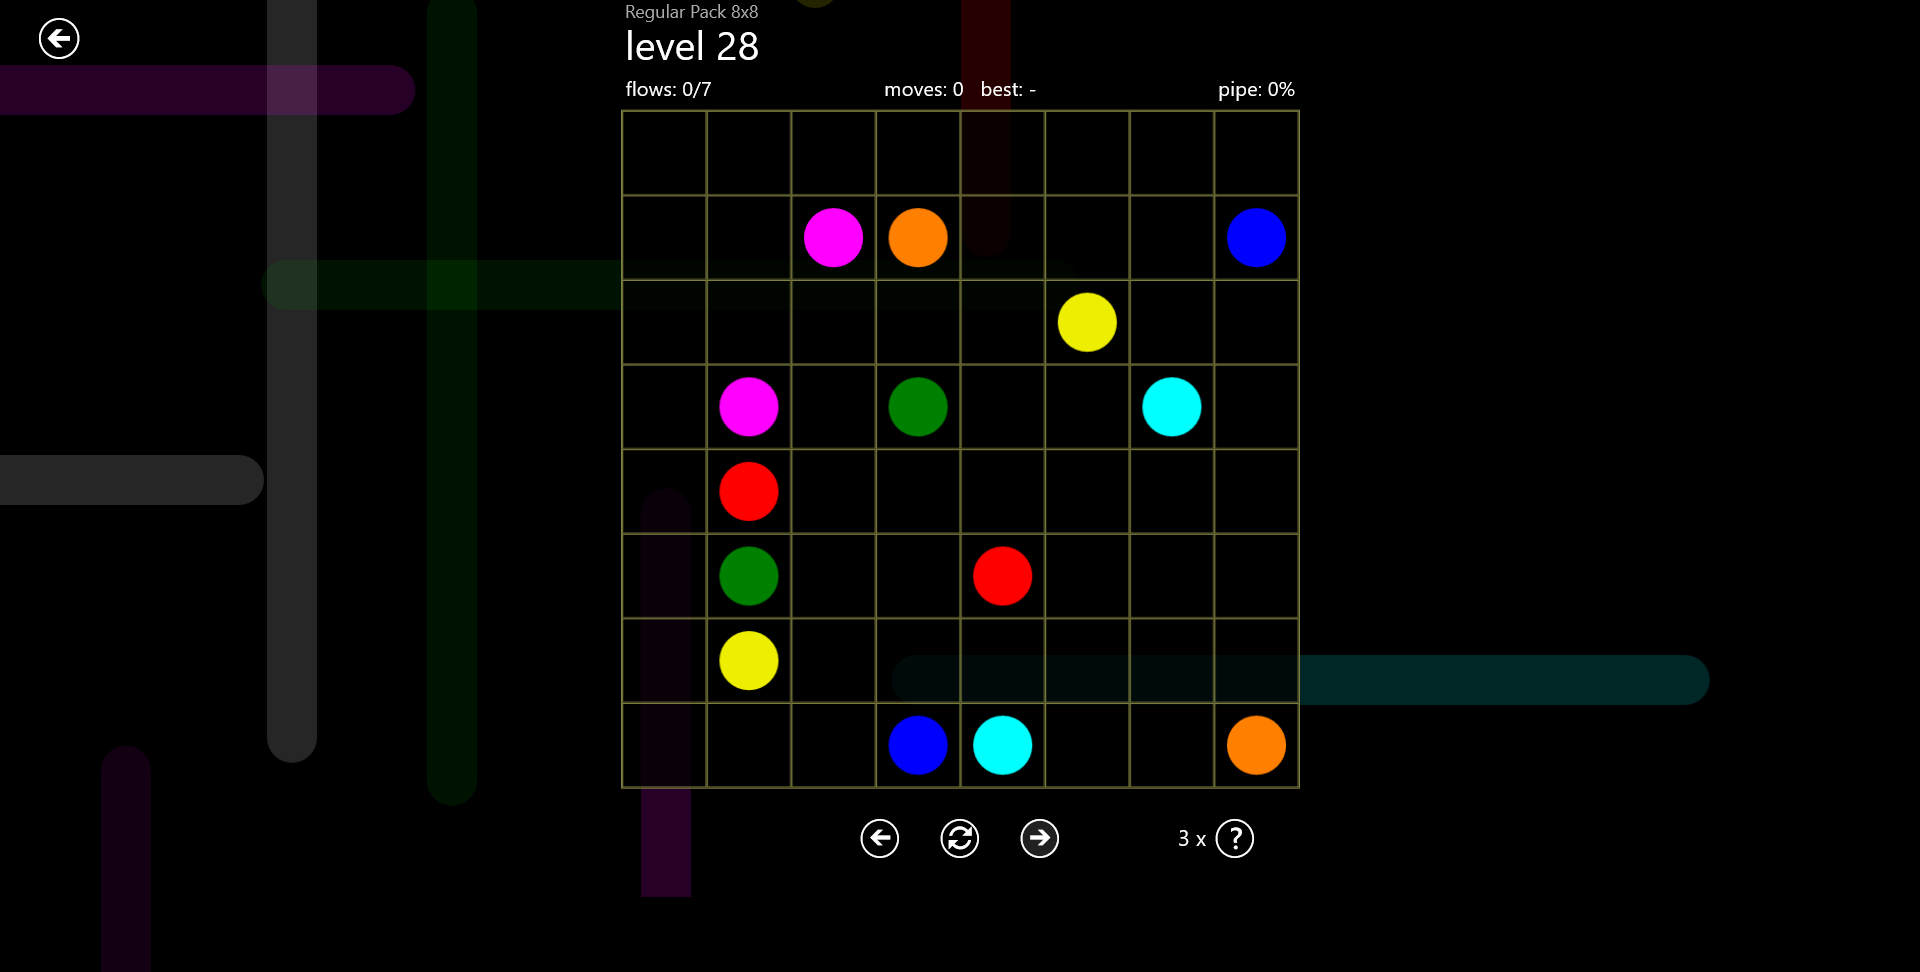 Regular Pack 8x8
level 28
flows: 0/7 moves: 0 best: - pipe: 0%
3 x ?